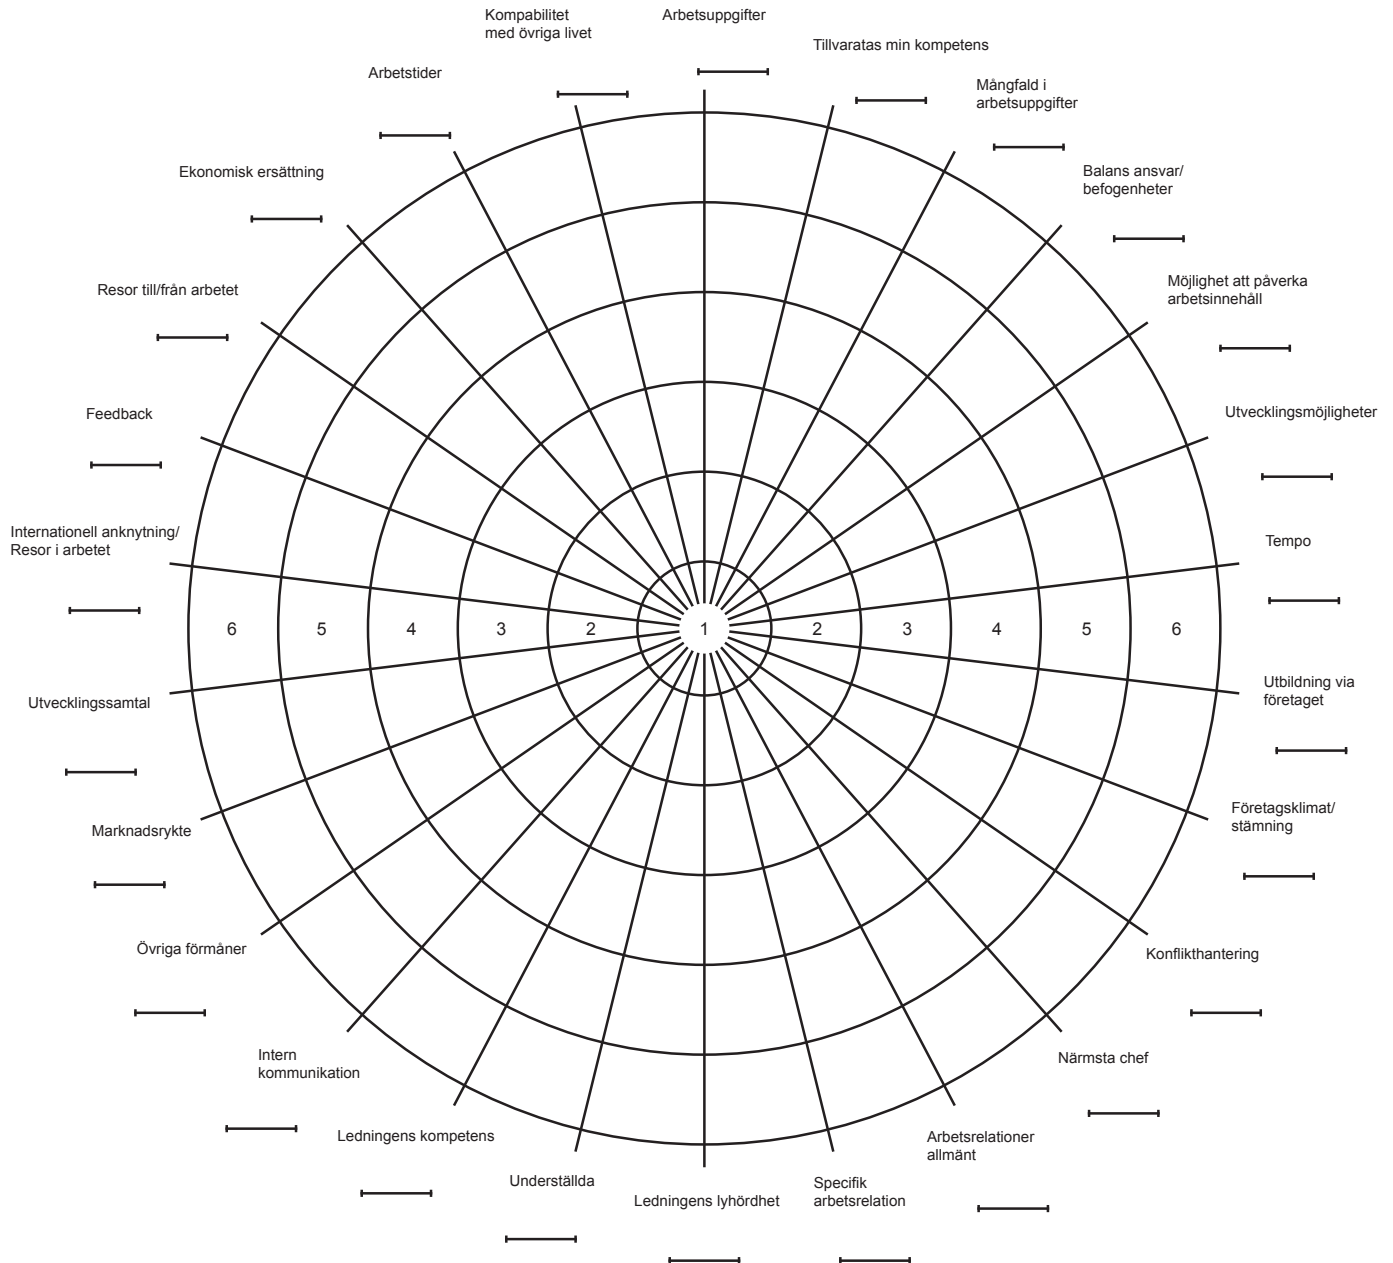 Kompabilitet
med övriga livet
Arbetsuppgifter
Tillvaratas min kompetens
Mångfald i
arbetsuppgifter
Balans ansvar/
befogenheter
Möjlighet att påverka
arbetsinnehåll
Utvecklingsmöjligheter
Tempo
Utbildning via
företaget
Företagsklimat/
stämning
Konflikthantering
Närmsta chef
Arbetsrelationer
allmänt
Specifik
arbetsrelation
Ledningens lyhördhet
Underställda
Ledningens kompetens
Intern
kommunikation
Övriga förmåner
Marknadsrykte
Utvecklingssamtal
Internationell anknytning/
Resor i arbetet
Feedback
Resor till/från arbetet
Ekonomisk ersättning
Arbetstider
6 5 4 3 2 1 2 3 4 5 6